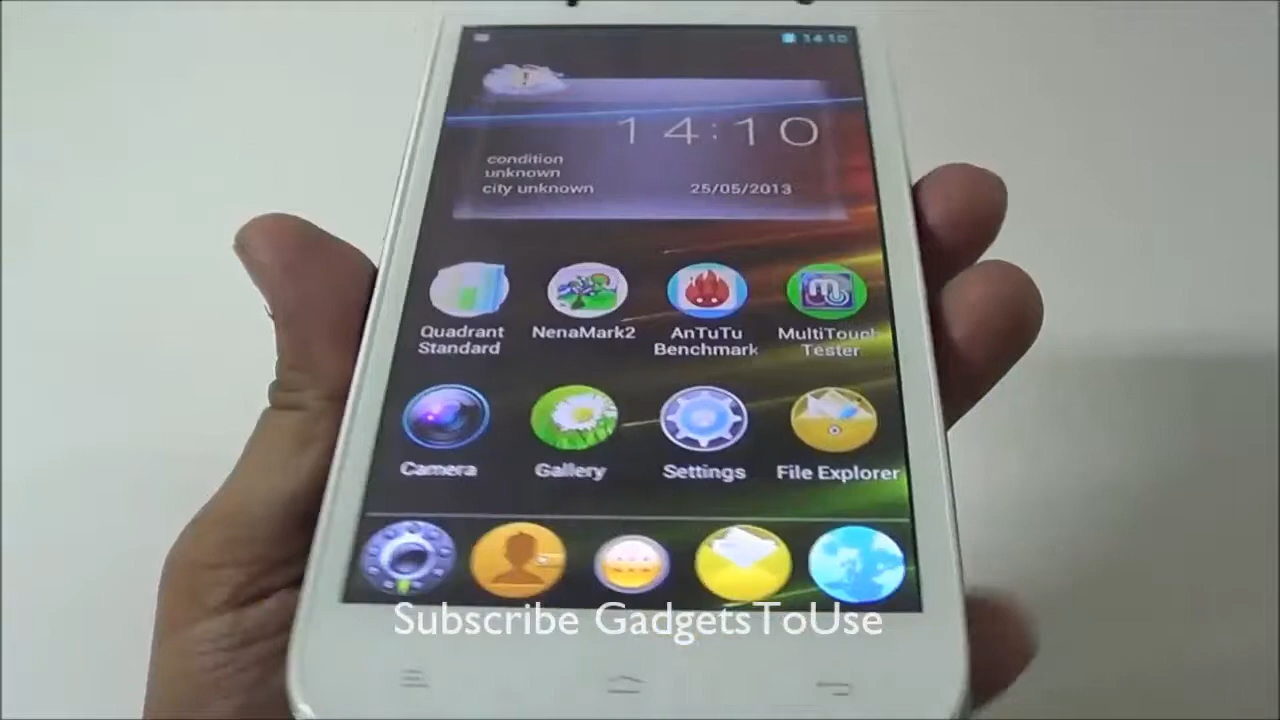 14:10
14:10
condition
unknown
city unknown 25/05/2013
Quadrant Standard
NenaMark2
AnTuTu Benchmark
MultiTouch Tester
Camera
Gallery
Settings
File Explorer
Subscribe GadgetsToUse